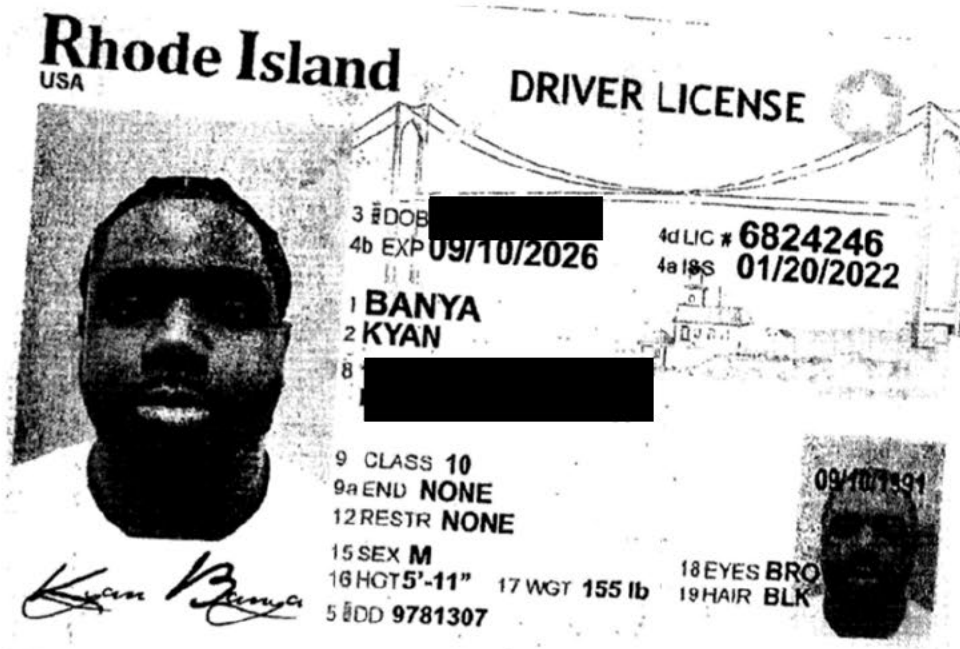 Rhode Island
USA
DRIVER LICENSE
3 DOB
4b EXP 09/10/2026
4d LIC # 6824246
4a ISS 01/20/2022
1 BANYA
2 KYAN
8
9 CLASS 10
9a END NONE
12 RESTR NONE
15 SEX M
16 HGT 5'-11" 17 WGT 155 lb
18 EYES BRO
19 HAIR BLK
5 DD 9781307
Kyan Banya